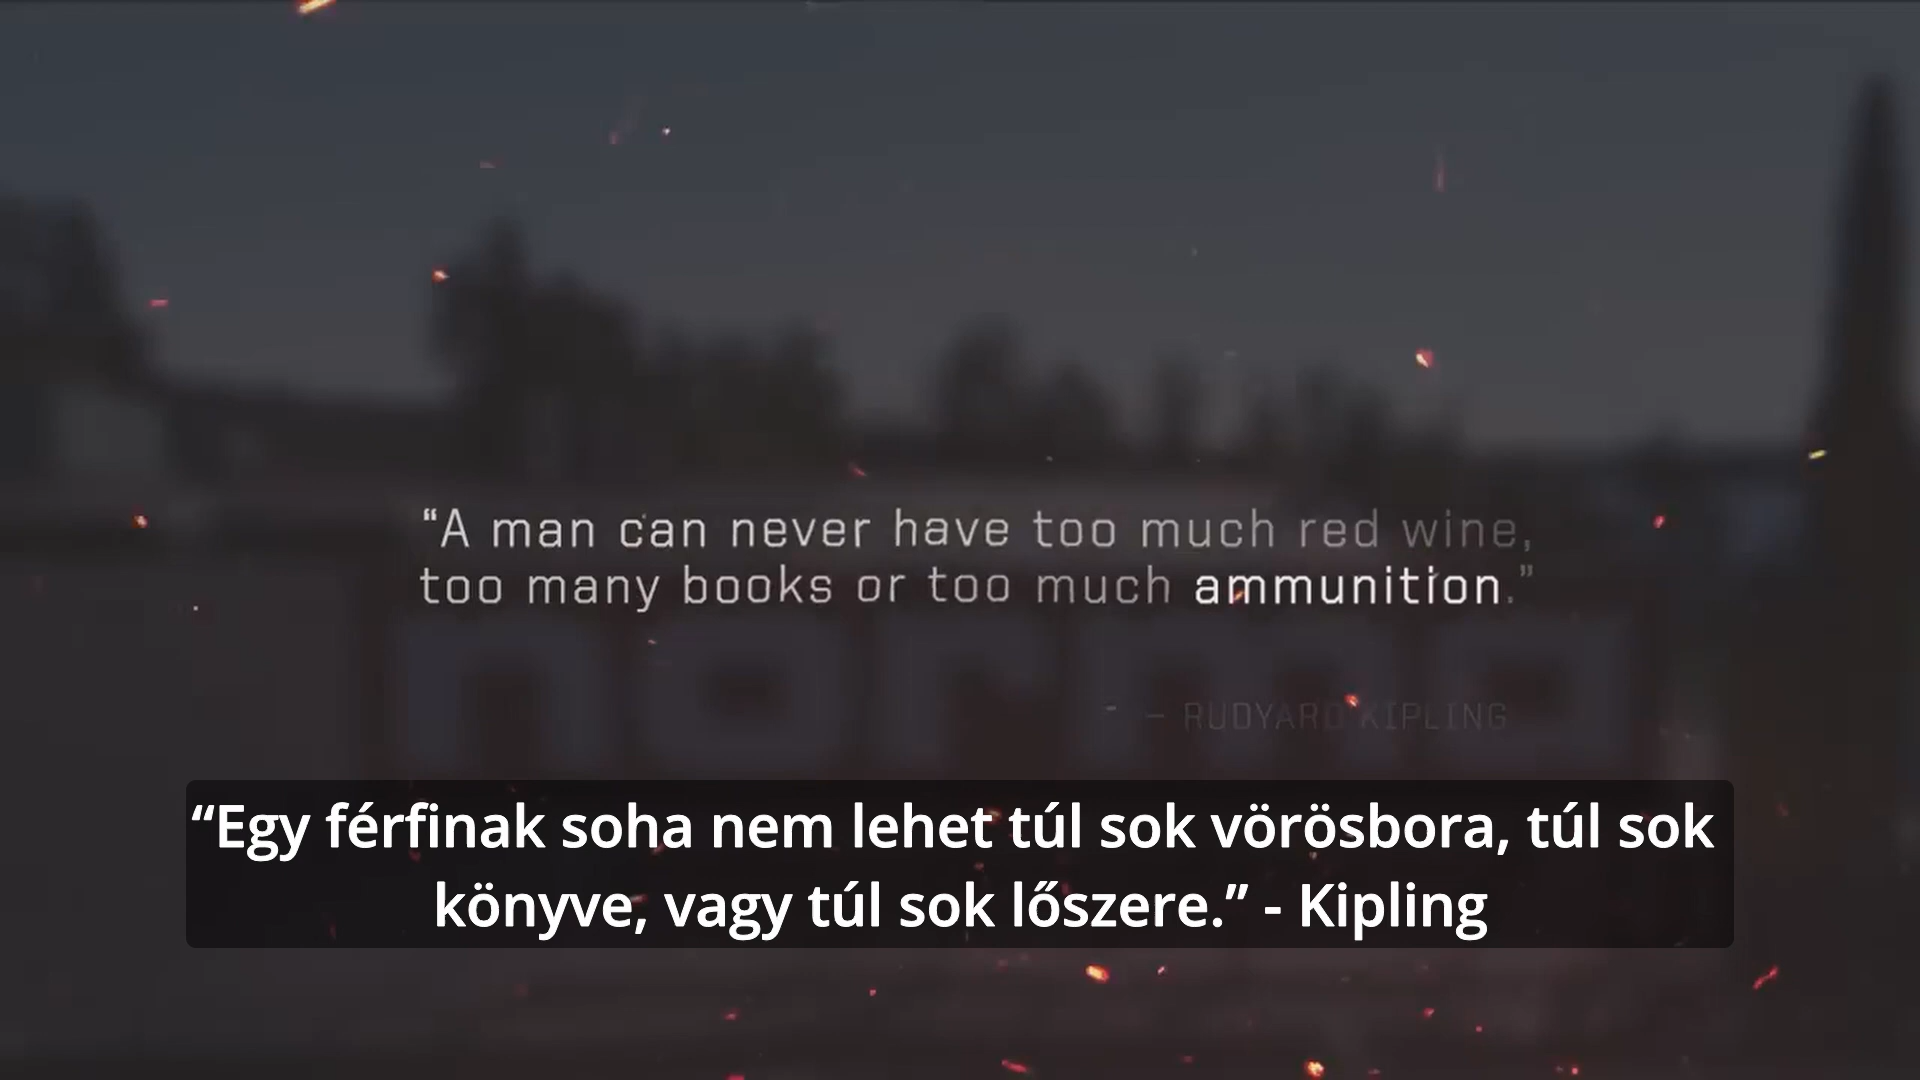 “A man can never have too much red wine,
too many books or too much ammunition.”
norma
– RUDYARD KIPLING
“Egy férfinak soha nem lehet túl sok vörösbora, túl sok
könyve, vagy túl sok lőszere.” - Kipling